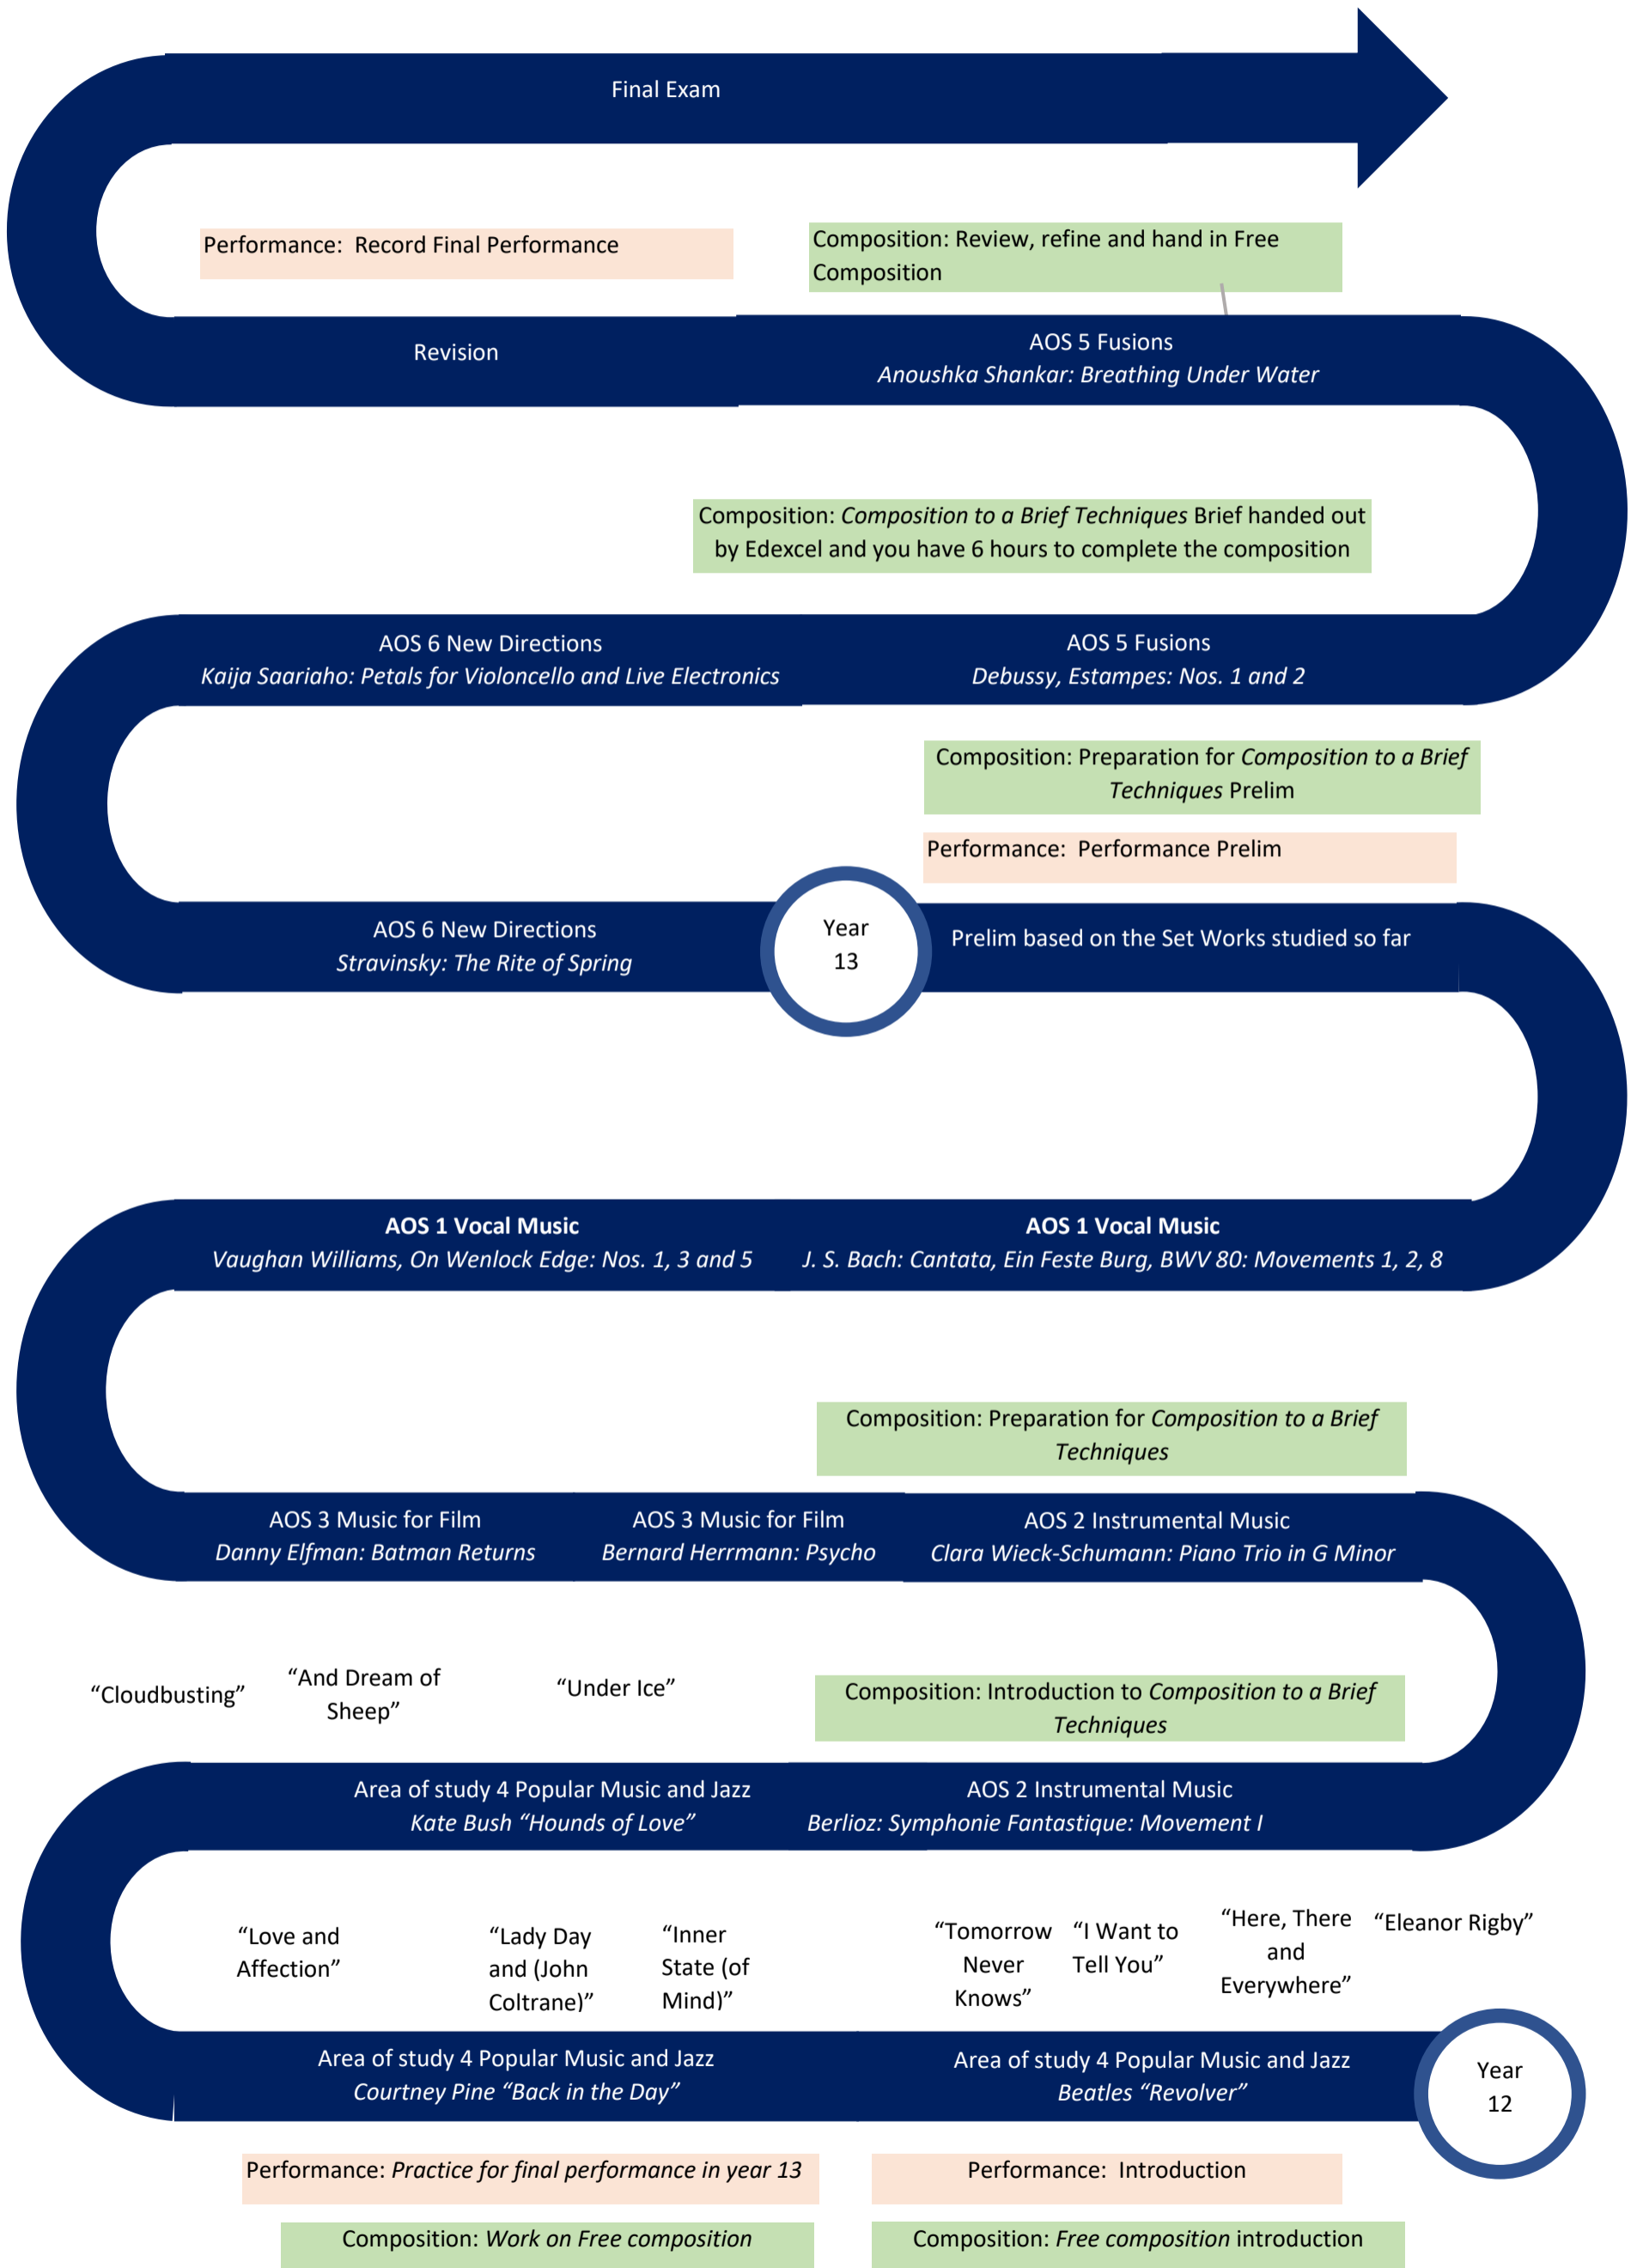 Final Exam
Performance:  Record Final Performance
Composition: Review, refine and hand in Free
Composition
Revision
AOS 5 Fusions
Anoushka Shankar: Breathing Under Water
Composition: Composition to a Brief Techniques Brief handed out
by Edexcel and you have 6 hours to complete the composition
AOS 6 New Directions
Kaija Saariaho: Petals for Violoncello and Live Electronics
AOS 5 Fusions
Debussy, Estampes: Nos. 1 and 2
Composition: Preparation for Composition to a Brief
Techniques Prelim
Performance:  Performance Prelim
AOS 6 New Directions
Stravinsky: The Rite of Spring
Year
13
Prelim based on the Set Works studied so far
AOS 1 Vocal Music
Vaughan Williams, On Wenlock Edge: Nos. 1, 3 and 5
AOS 1 Vocal Music
J. S. Bach: Cantata, Ein Feste Burg, BWV 80: Movements 1, 2, 8
Composition: Preparation for Composition to a Brief
Techniques
AOS 3 Music for Film
Danny Elfman: Batman Returns
AOS 3 Music for Film
Bernard Herrmann: Psycho
AOS 2 Instrumental Music
Clara Wieck-Schumann: Piano Trio in G Minor
“Cloudbusting”
“And Dream of
Sheep”
“Under Ice”
Composition: Introduction to Composition to a Brief
Techniques
Area of study 4 Popular Music and Jazz
Kate Bush “Hounds of Love”
AOS 2 Instrumental Music
Berlioz: Symphonie Fantastique: Movement I
“Love and
Affection”
“Lady Day
and (John
Coltrane)”
“Inner
State (of
Mind)”
“Tomorrow
Never
Knows”
“I Want to
Tell You”
“Here, There
and
Everywhere”
“Eleanor Rigby”
Area of study 4 Popular Music and Jazz
Courtney Pine “Back in the Day”
Area of study 4 Popular Music and Jazz
Beatles “Revolver”
Year
12
Performance: Practice for final performance in year 13
Performance:  Introduction
Composition: Work on Free composition
Composition: Free composition introduction